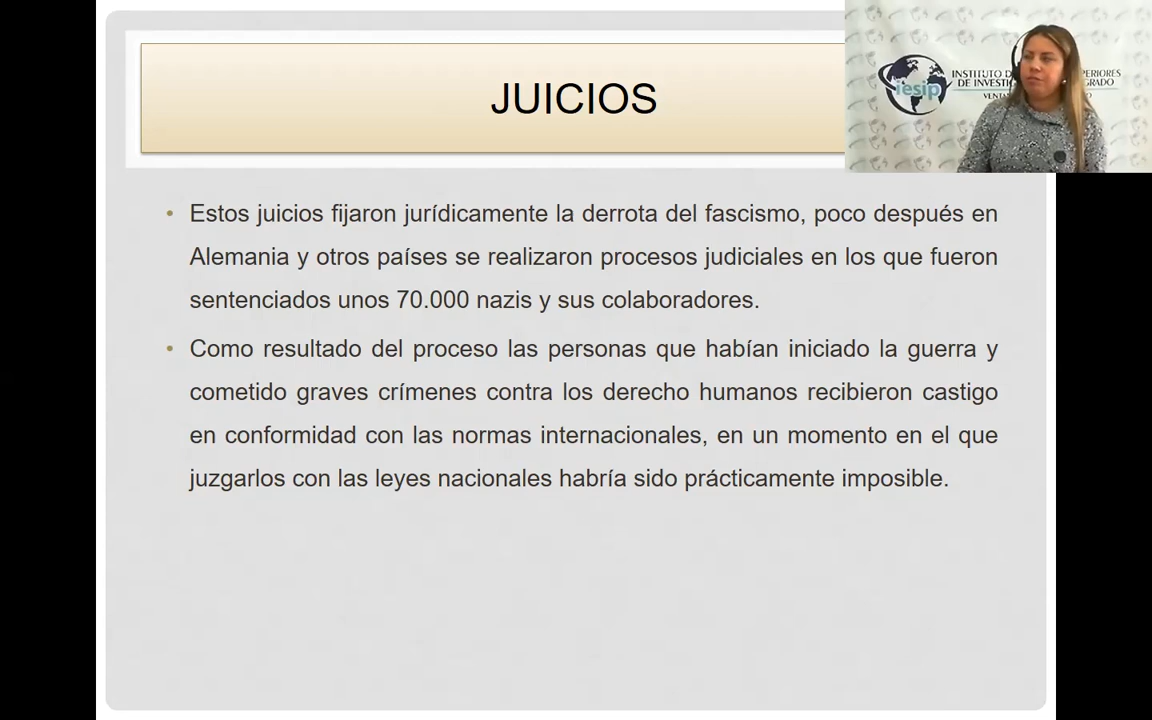 JUICIOS
iesip
INSTITUTO D
ERIORES
DE INVESTI
GRADO
VENTA
• Estos juicios fijaron jurídicamente la derrota del fascismo, poco después en
Alemania y otros países se realizaron procesos judiciales en los que fueron
sentenciados unos 70.000 nazis y sus colaboradores.
• Como resultado del proceso las personas que habían iniciado la guerra y
cometido graves crímenes contra los derecho humanos recibieron castigo
en conformidad con las normas internacionales, en un momento en el que
juzgarlos con las leyes nacionales habría sido prácticamente imposible.